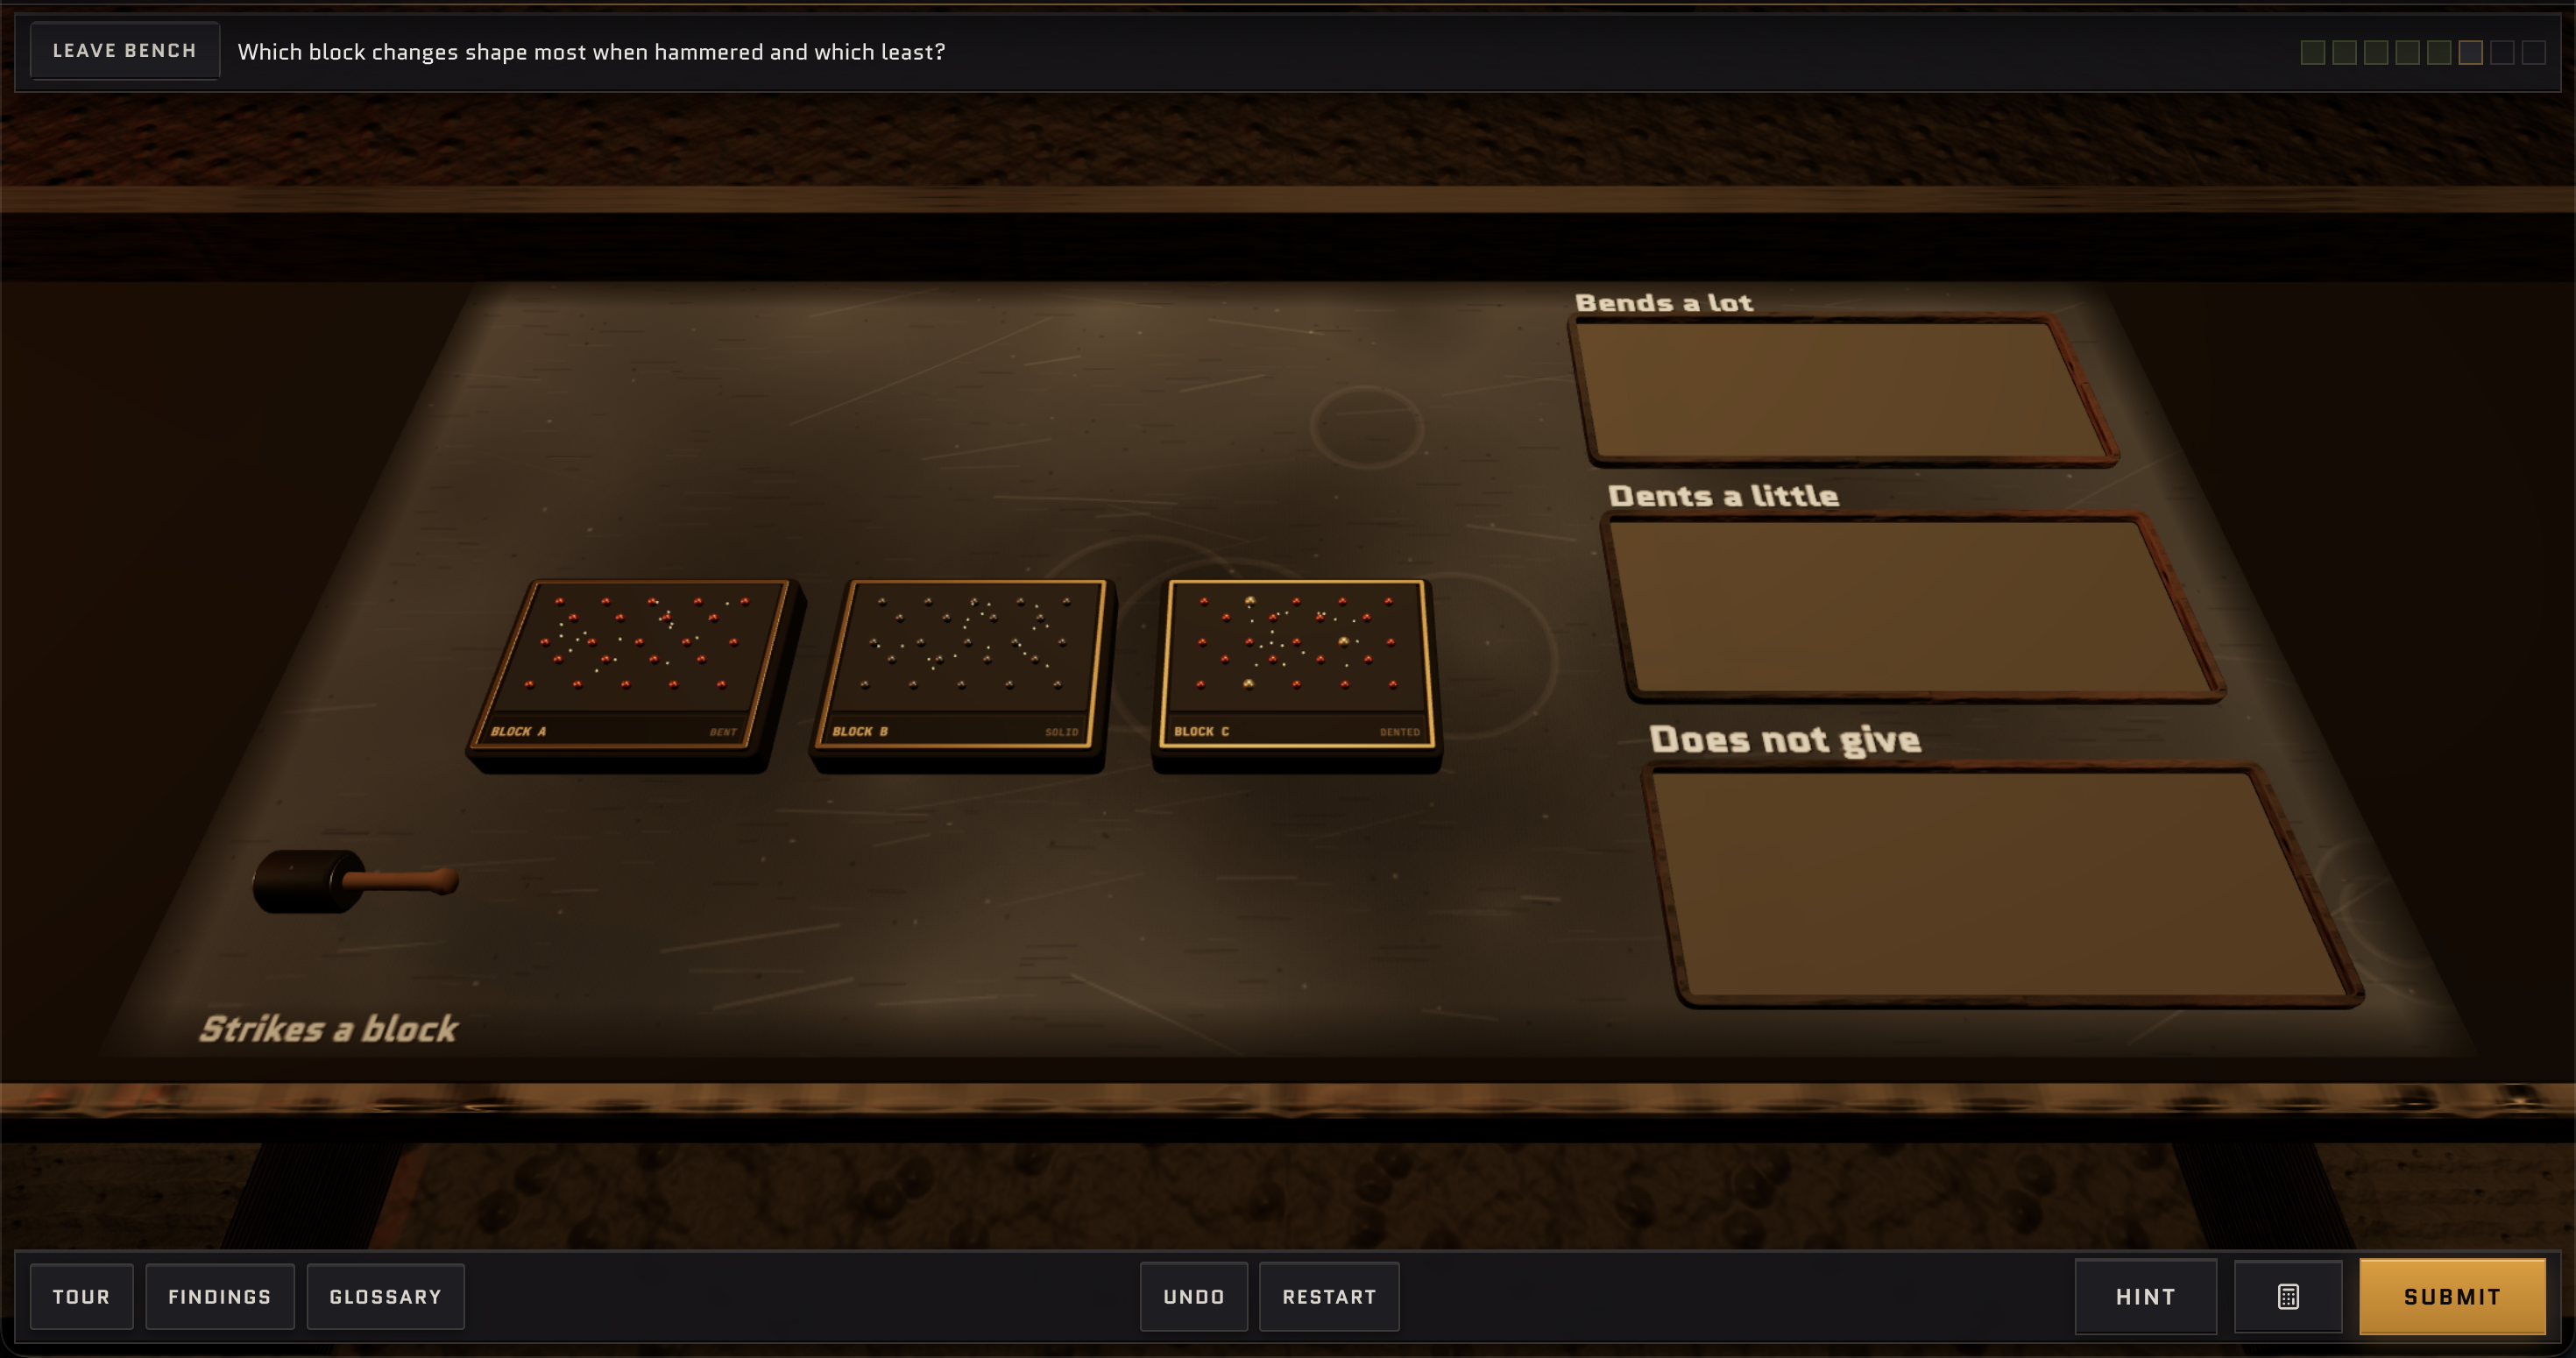 LEAVE BENCH
Which block changes shape most when hammered and which least?
Bends a lot
Dents a little
Does not give
BLOCK A DENT
BLOCK B SOLID
BLOCK C DENTED
Strikes a block
TOUR
FINDINGS
GLOSSARY
UNDO
RESTART
HINT
SUBMIT